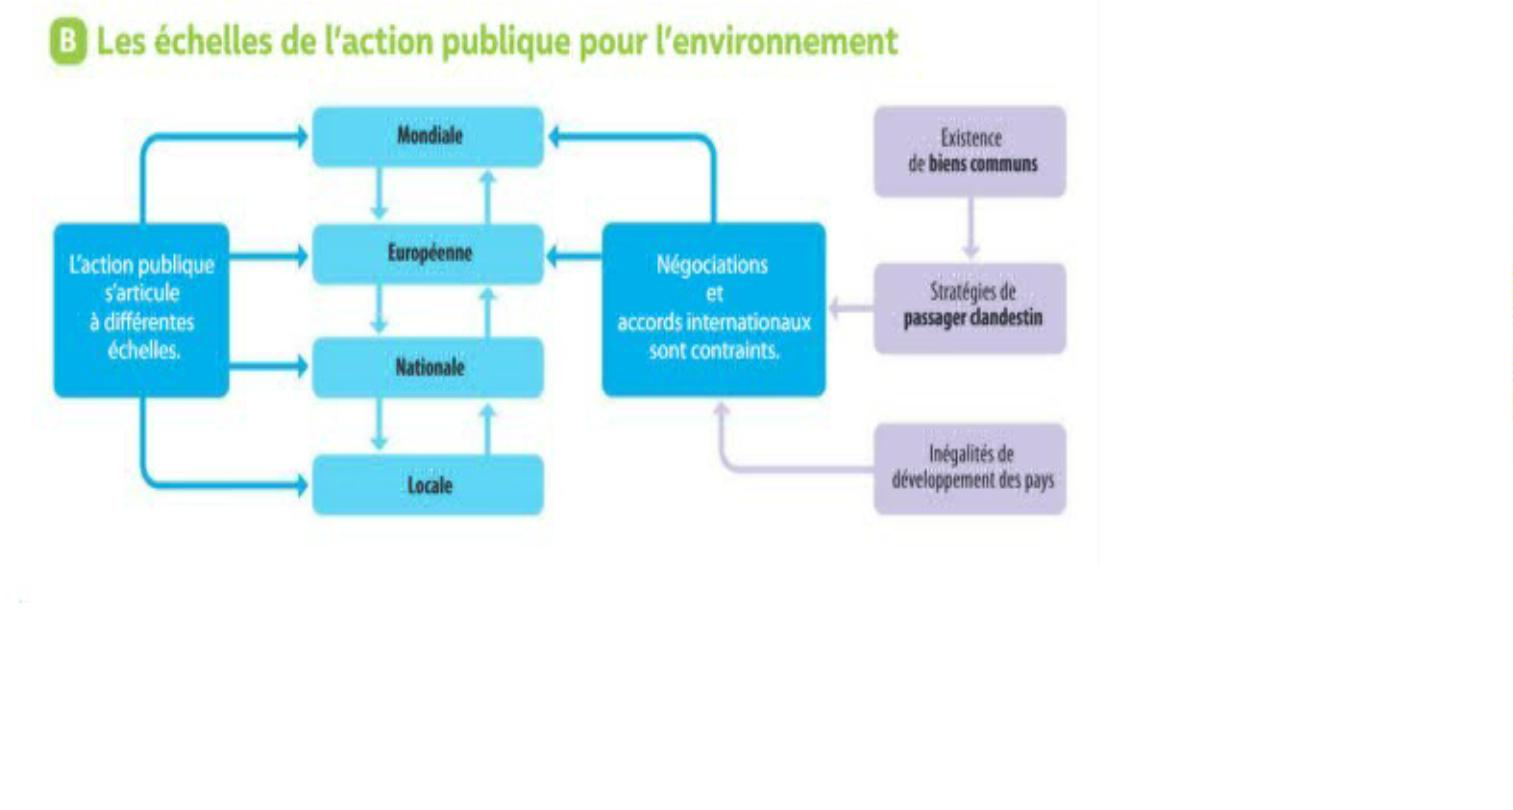 B Les échelles de l'action publique pour l'environnement
Mondiale
Européenne
Nationale
Locale
L'action publique
s'articule
à différentes
échelles.
Négociations
et
accords internationaux
sont contraints.
Existence
de biens communs
Stratégies de
passager clandestin
Inégalités de
développement des pays